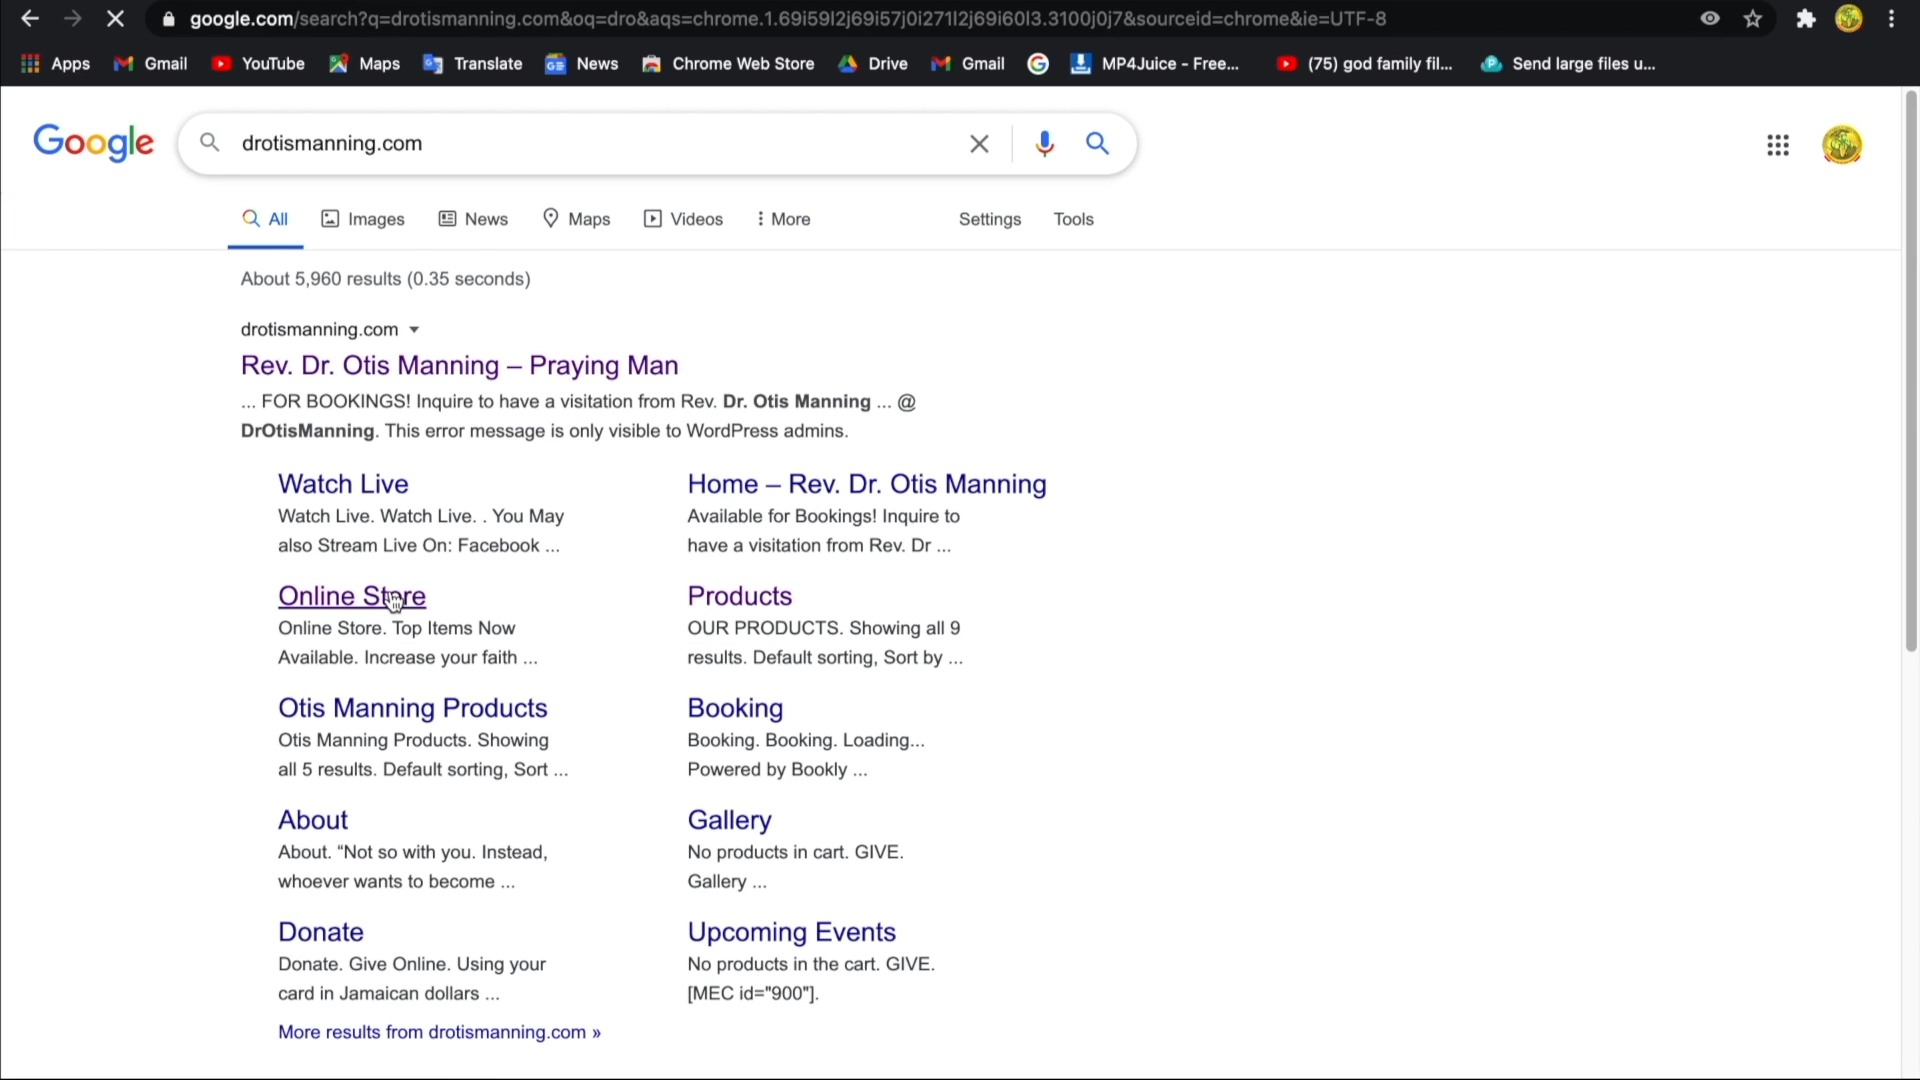 google.com/search?q=drotismanning.com&oq=dro&aqs=chrome.1.69i59l2j69i57j0i271l2j69i60l3.3100j0j7&sourceid=chrome&ie=UTF-8
Apps Gmail YouTube Maps Translate News Chrome Web Store Drive Gmail MP4Juice - Free... (75) god family fil... Send large files u...
Google drotismanning.com
All Images News Maps Videos More Settings Tools
About 5,960 results (0.35 seconds)
drotismanning.com
Rev. Dr. Otis Manning – Praying Man
... FOR BOOKINGS! Inquire to have a visitation from Rev. Dr. Otis Manning ... @
DrOtisManning. This error message is only visible to WordPress admins.
Watch Live
Watch Live. Watch Live. . You May
also Stream Live On: Facebook ...
Home – Rev. Dr. Otis Manning
Available for Bookings! Inquire to
have a visitation from Rev. Dr ...
Online Store
Online Store. Top Items Now
Available. Increase your faith ...
Products
OUR PRODUCTS. Showing all 9
results. Default sorting, Sort by ...
Otis Manning Products
Otis Manning Products. Showing
all 5 results. Default sorting, Sort ...
Booking
Booking. Booking. Loading...
Powered by Bookly ...
About
About. “Not so with you. Instead,
whoever wants to become ...
Gallery
No products in cart. GIVE.
Gallery ...
Donate
Donate. Give Online. Using your
card in Jamaican dollars ...
Upcoming Events
No products in the cart. GIVE.
[MEC id="900"].
More results from drotismanning.com »